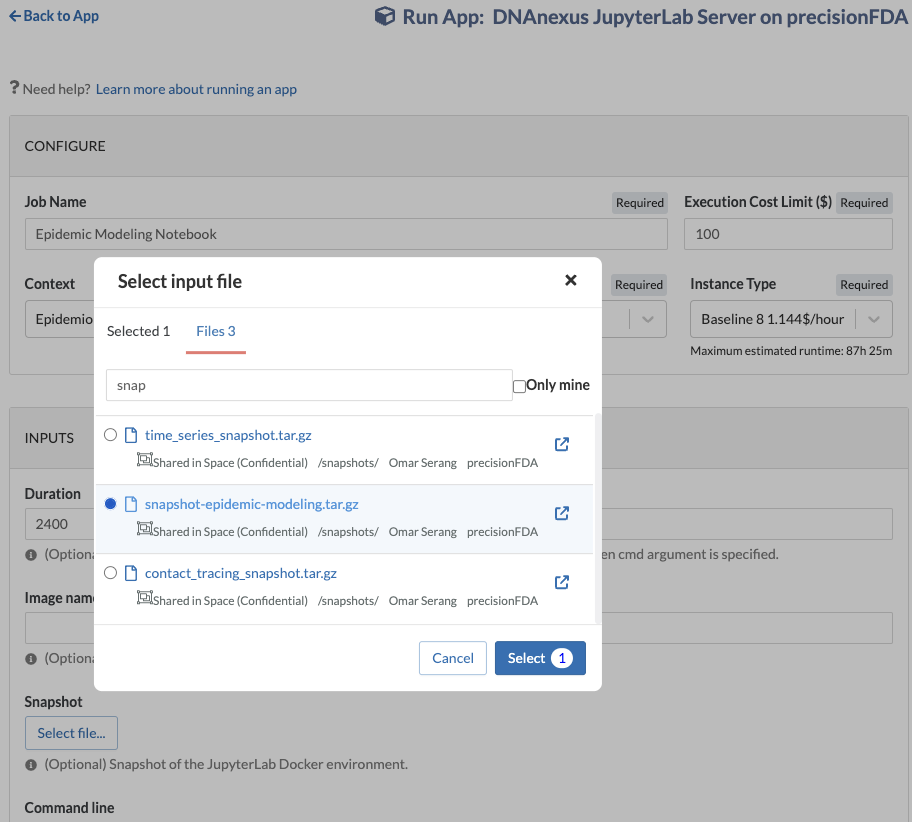 Back to App
Run App: DNAnexus JupyterLab Server on precisionFDA
? Need help? Learn more about running an app
CONFIGURE
Job Name Required Execution Cost Limit ($) Required
Epidemic Modeling Notebook 100
Context Required Instance Type Required
Epidemio Baseline 8 1.144$/hour
Maximum estimated runtime: 87h 25m
Select input file
Selected 1 Files 3
snap Only mine
time_series_snapshot.tar.gz
Shared in Space (Confidential) /snapshots/ Omar Serang precisionFDA
snapshot-epidemic-modeling.tar.gz
Shared in Space (Confidential) /snapshots/ Omar Serang precisionFDA
contact_tracing_snapshot.tar.gz
Shared in Space (Confidential) /snapshots/ Omar Serang precisionFDA
Cancel Select 1
INPUTS
Duration
2400
(Optiona en cmd argument is specified.
Image nam
(Optiona
Snapshot
Select file...
(Optional) Snapshot of the JupyterLab Docker environment.
Command line